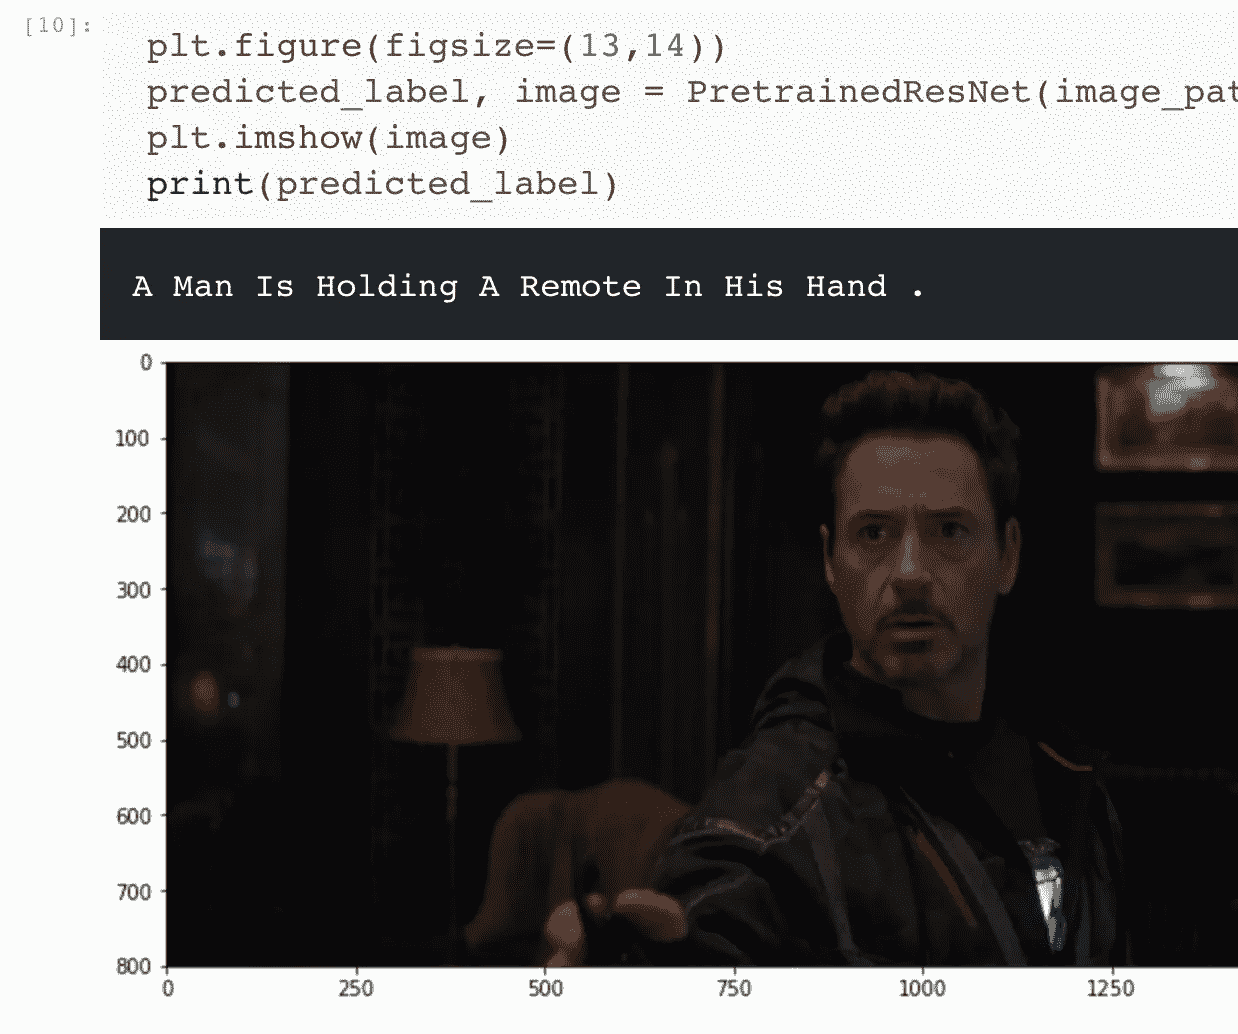 [10]:
plt.figure(figsize=(13,14))
predicted_label, image = PretrainedResNet(image_pat
plt.imshow(image)
print(predicted_label)
A Man Is Holding A Remote In His Hand .
0
100
200
300
400
500
600
700
800
0 250 500 750 1000 1250